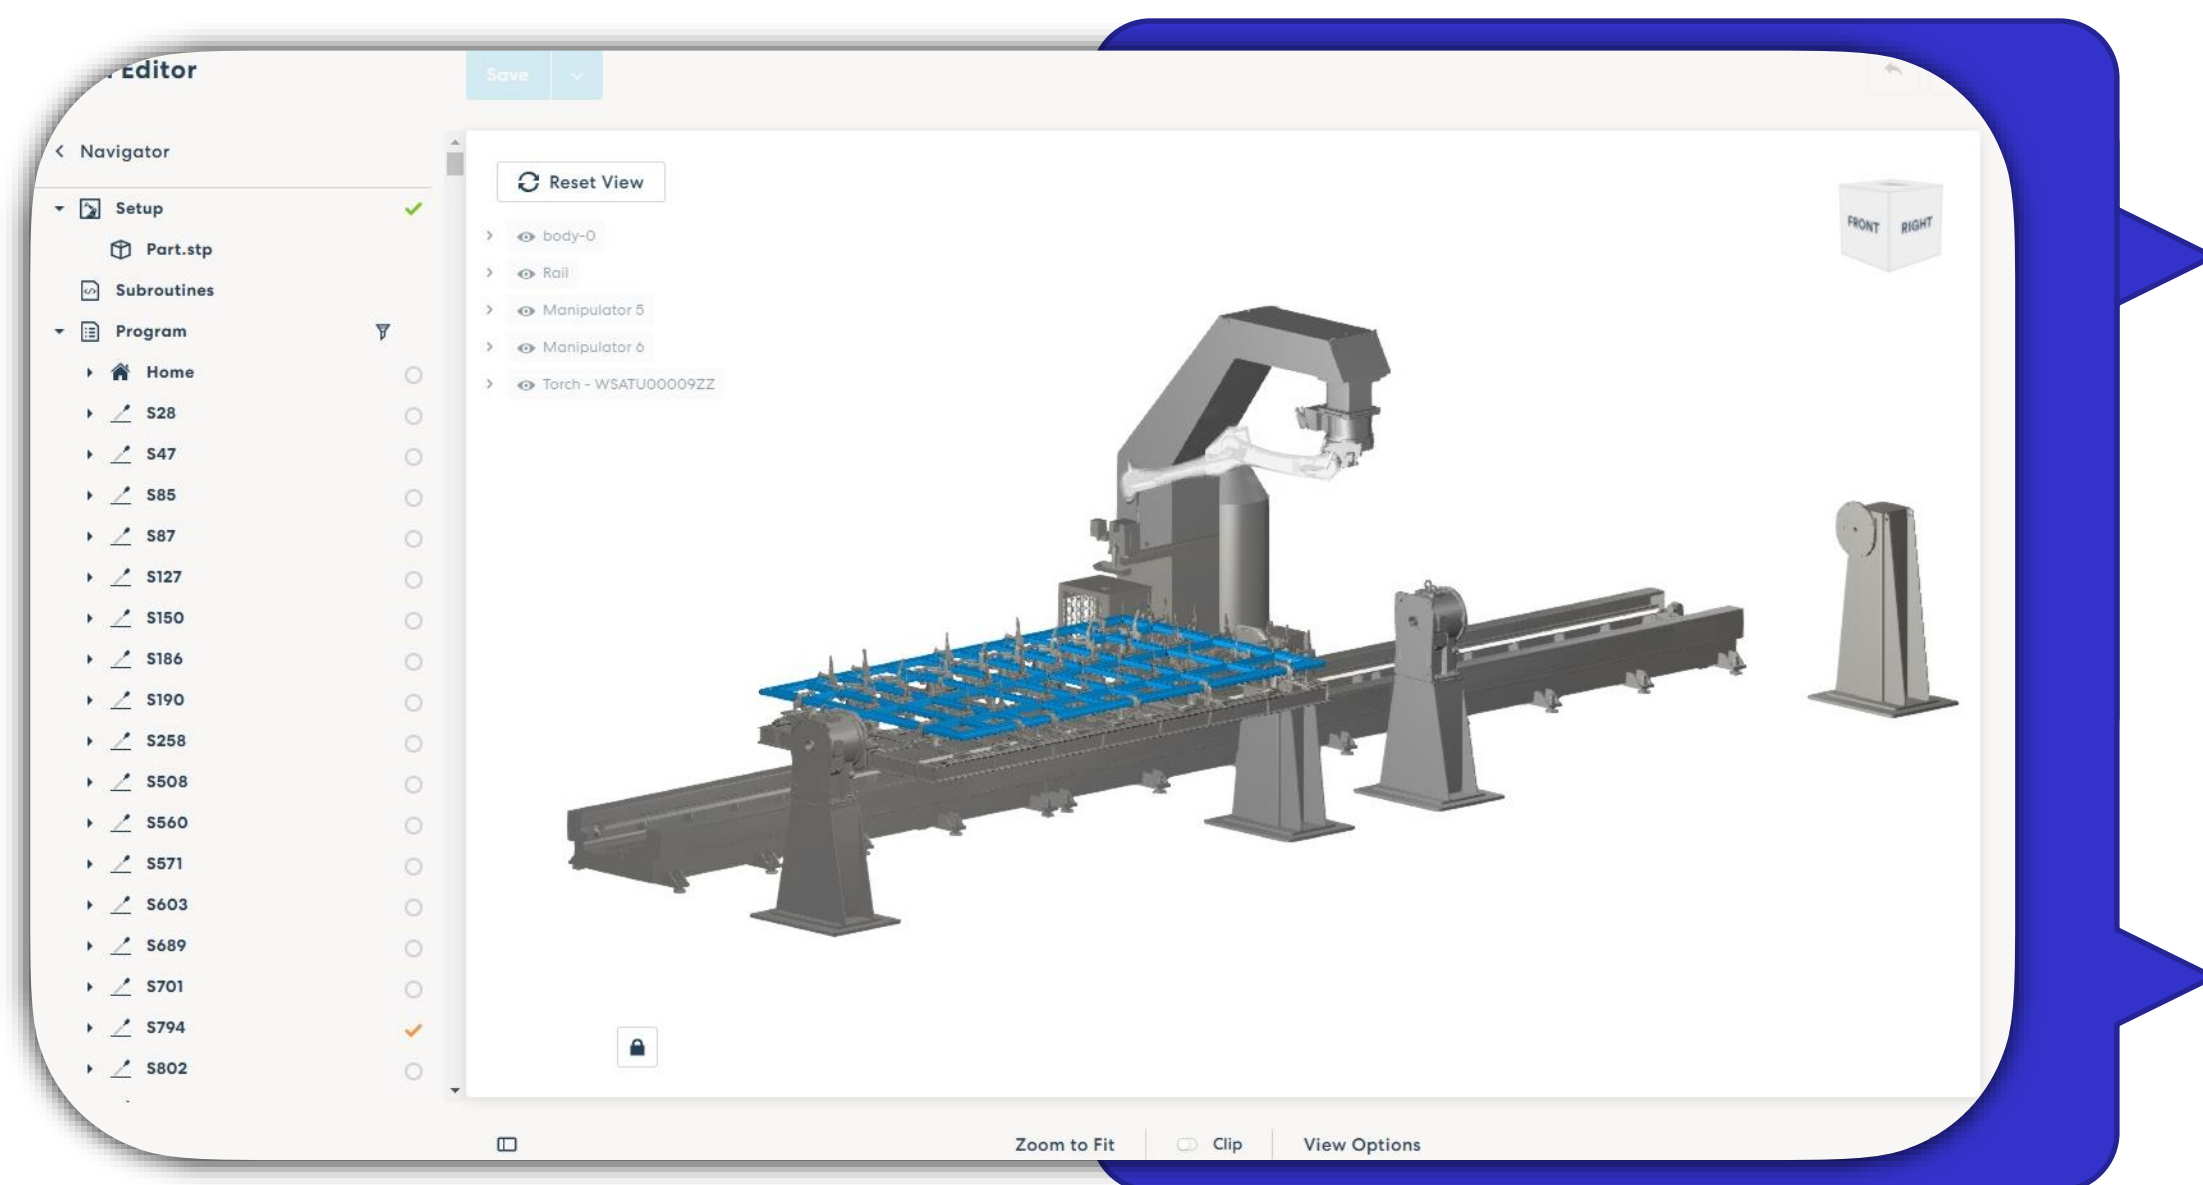 Editor
Save
Navigator
Setup
Part.stp
Subroutines
Program
Home
S28
S47
S85
S87
S127
S150
S186
S190
S258
S508
S560
S571
S603
S689
S701
S794
S802
Reset View
body-0
Rail
Manipulator 5
Manipulator 6
Torch - WSATU00009ZZ
FRONT RIGHT
Zoom to Fit
Clip
View Options